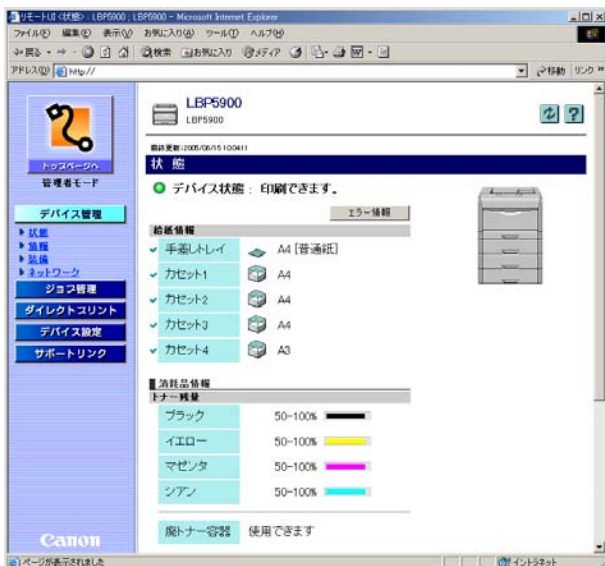 リモートUI <状態> : LBP5900 ; LBP5900 - Microsoft Internet Explorer
ファイル(F) 編集(E) 表示(V) お気に入り(A) ツール(T) ヘルプ(H)
戻る 検索 お気に入り メディア
アドレス(D) http:// 移動 リンク »
LBP5900
LBP5900
最終更新:2005/06/15 10:04:11
トップページへ
管理者モード
デバイス管理
状態
情報
装備
ネットワーク
ジョブ管理
ダイレクトプリント
デバイス設定
サポートリンク
Canon
状態
デバイス状態 : 印刷できます。
エラー情報
給紙情報
手差しトレイ A4 [普通紙]
カセット1 A4
カセット2 A4
カセット3 A4
カセット4 A3
消耗品情報
トナー残量
ブラック 50-100%
イエロー 50-100%
マゼンタ 50-100%
シアン 50-100%
廃トナー容器 使用できます
ページが表示されました イントラネット